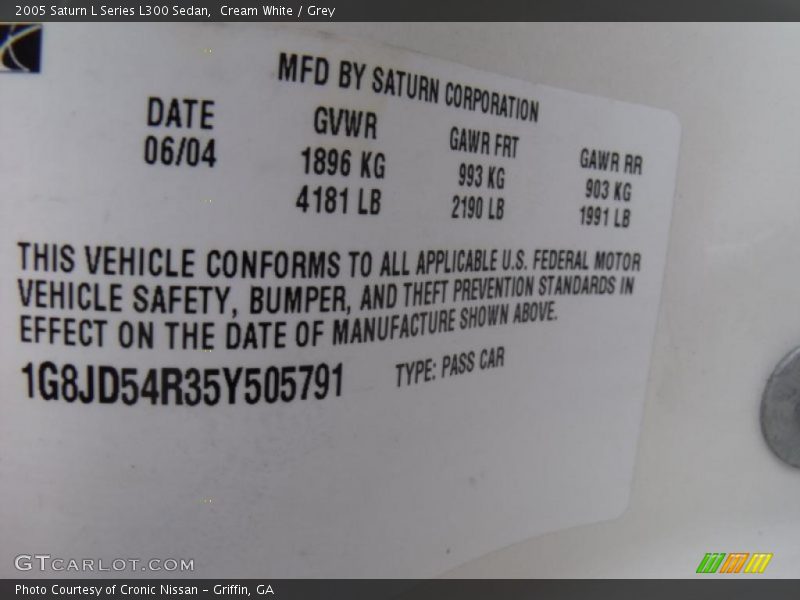 2005 Saturn L Series L300 Sedan,  Cream White / Grey
MFD BY SATURN CORPORATION
DATE GVWR GAWR FRT GAWR RR
06/04 1896 KG 993 KG 903 KG
4181 LB 2190 LB 1991 LB
THIS VEHICLE CONFORMS TO ALL APPLICABLE U.S. FEDERAL MOTOR
VEHICLE SAFETY, BUMPER, AND THEFT PREVENTION STANDARDS IN
EFFECT ON THE DATE OF MANUFACTURE SHOWN ABOVE.
1G8JD54R35Y505791 TYPE: PASS CAR
GTCARLOT.COM
Photo Courtesy of Cronic Nissan - Griffin, GA